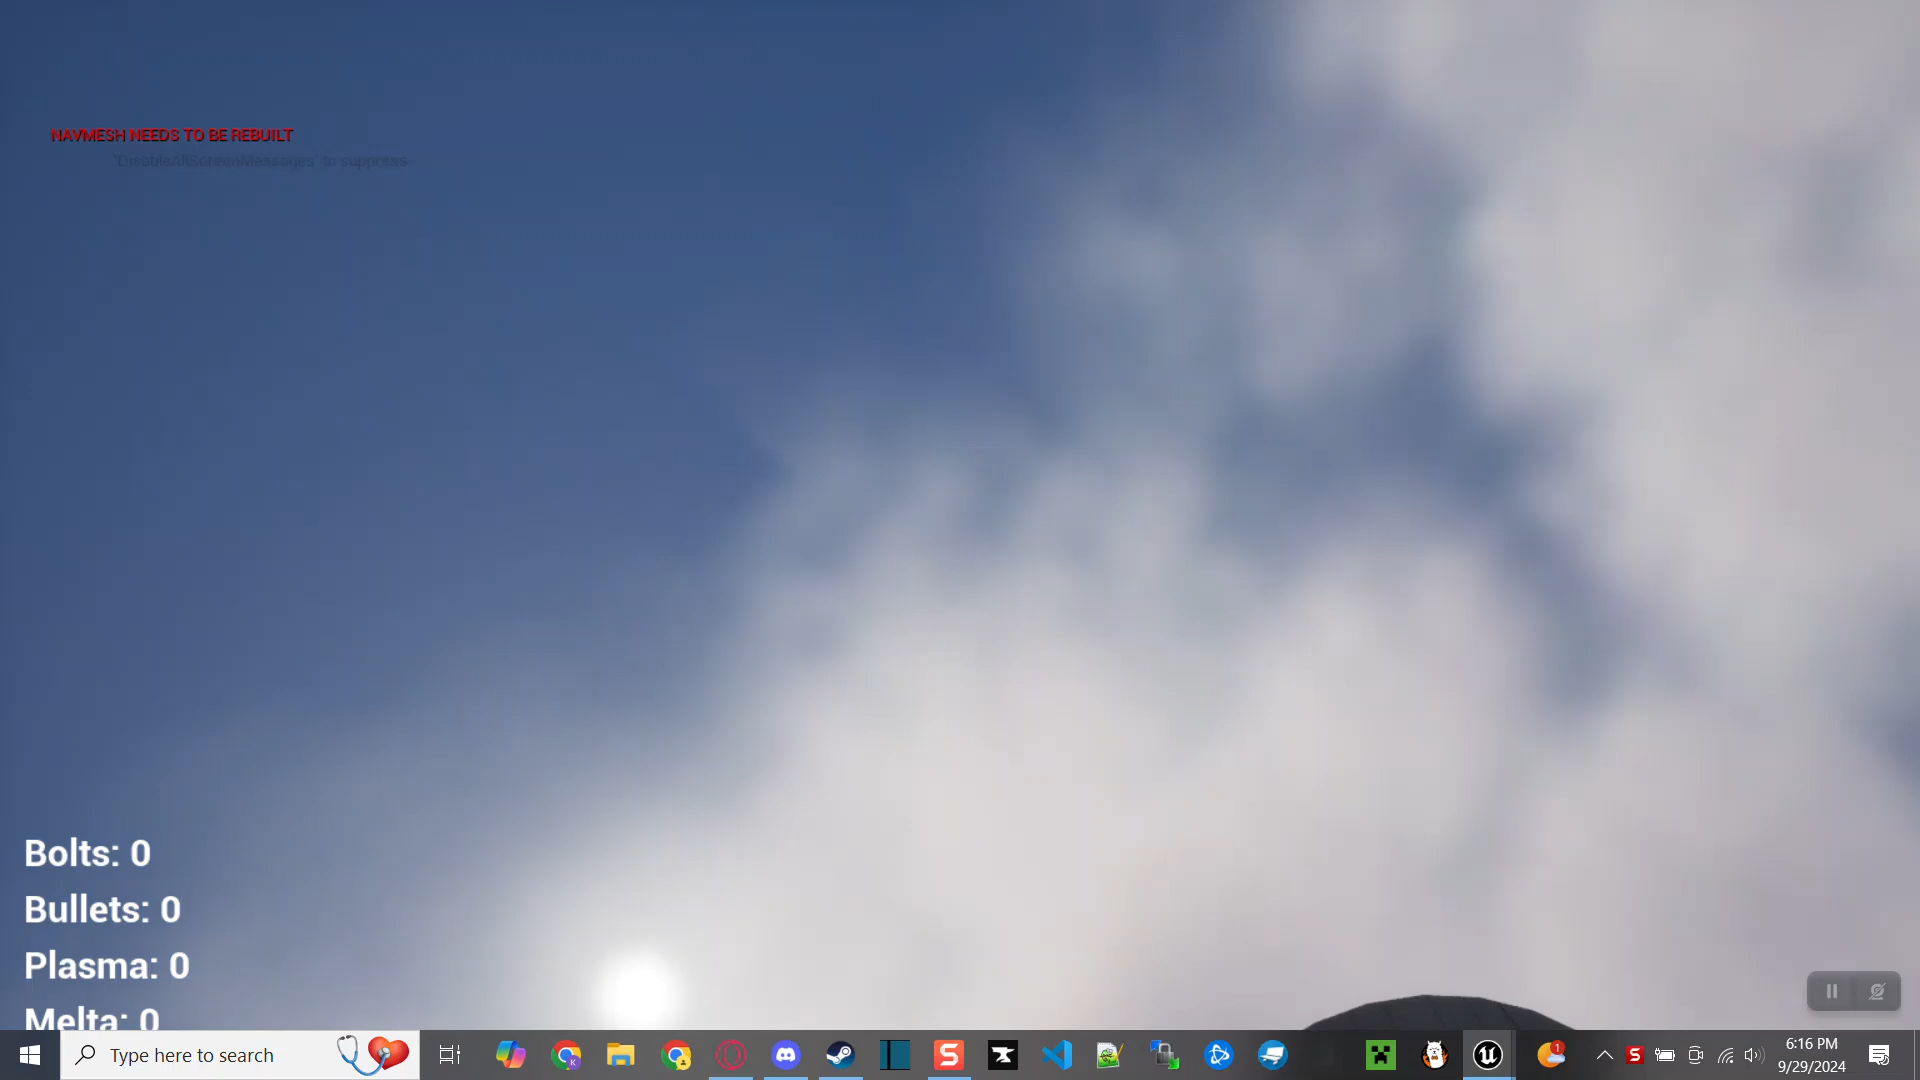 NAVMESH NEEDS TO BE REBUILT
'DisableAllScreenMessages' to suppress
Bolts: 0
Bullets: 0
Plasma: 0
Melta: 0
Type here to search
1
6:16 PM
9/29/2024